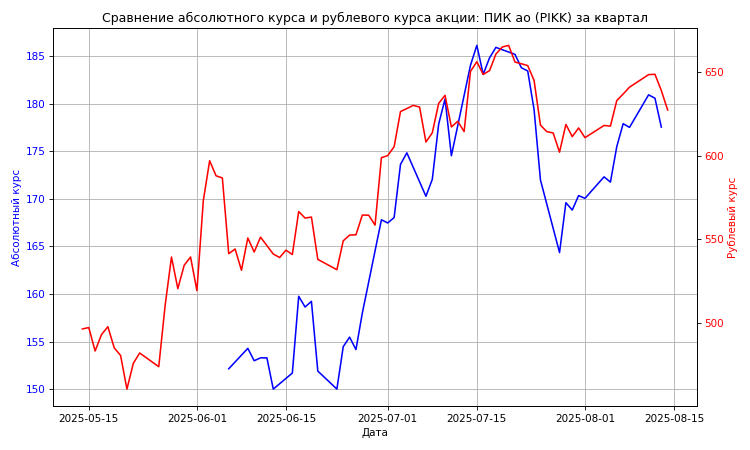 Сравнение абсолютного курса и рублевого курса акции: ПИК ао (PIKK) за квартал
185
180
175
170
165
160
155
150
Абсолютный курс
650
600
550
500
Рублевый курс
2025-05-15 2025-06-01 2025-06-15 2025-07-01 2025-07-15 2025-08-01 2025-08-15
Дата